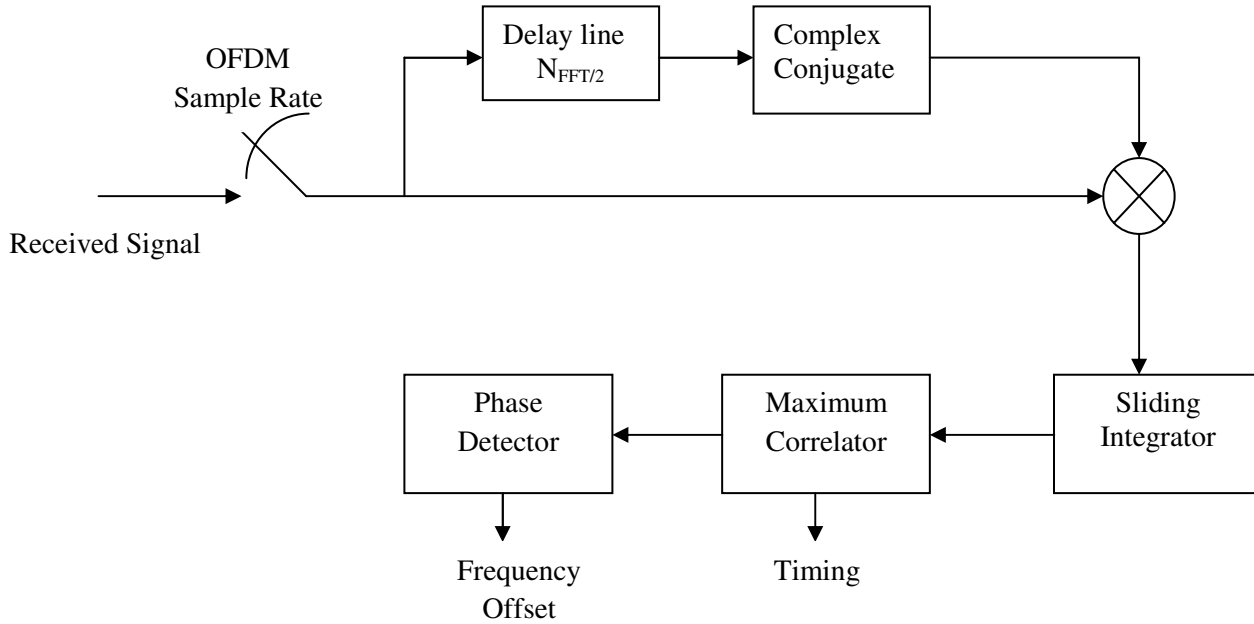 Delay line
N_FFT/2
Complex
Conjugate
OFDM
Sample Rate
Received Signal
Phase
Detector
Maximum
Correlator
Sliding
Integrator
Frequency
Offset
Timing